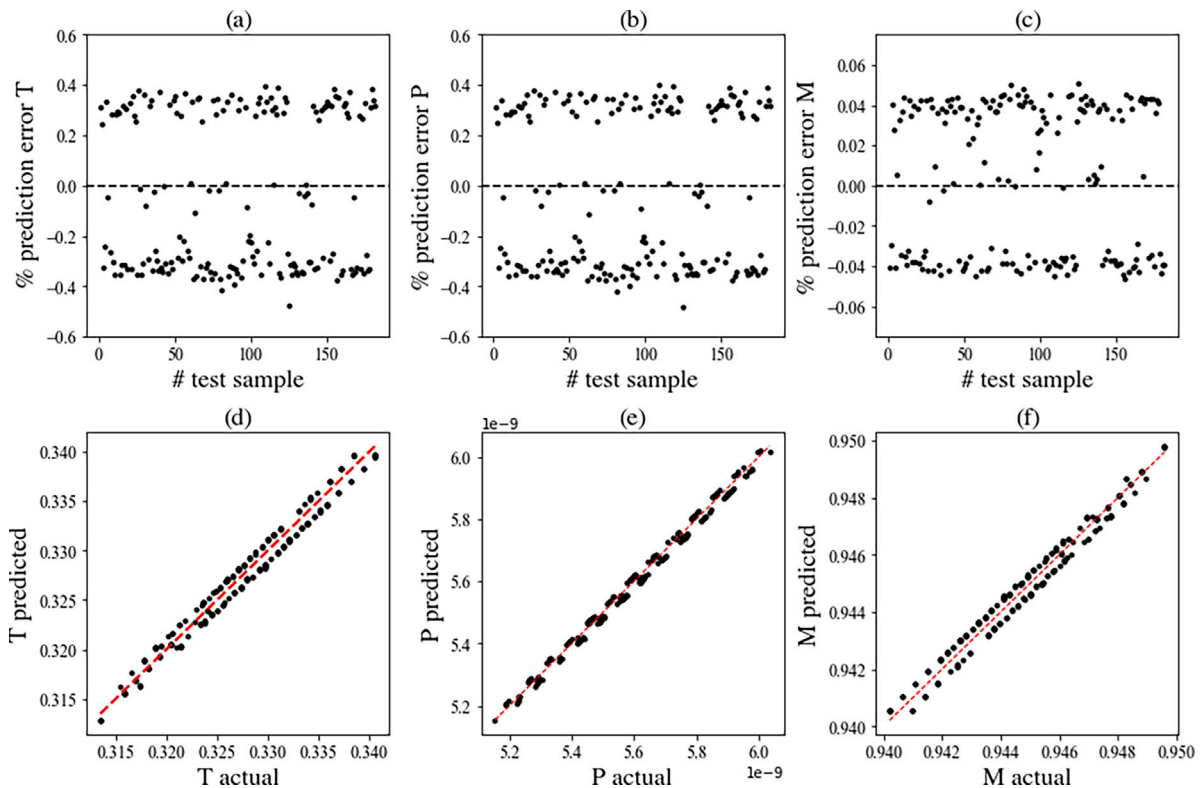 (a) (b) (c)
0.6 0.6
0.4 0.4 0.06
0.2 0.2 0.04
0.0 0.0 0.02
−0.2 −0.2 0.00
−0.4 −0.4 −0.02
−0.6 −0.6 −0.04
−0.06
% prediction error T
% prediction error P
% prediction error M
0 50 100 150 0 50 100 150 0 50 100 150
# test sample # test sample # test sample
(d) (e) (f)
1e−9
0.340 6.0 0.950
0.335 5.8 0.948
0.330 5.6 0.946
0.325 5.4 0.944
0.320 5.2 0.942
0.315 0.940
T predicted
P predicted
M predicted
0.315 0.320 0.325 0.330 0.335 0.340 5.2 5.4 5.6 5.8 6.0 0.940 0.942 0.944 0.946 0.948 0.950
T actual P actual 1e−9 M actual